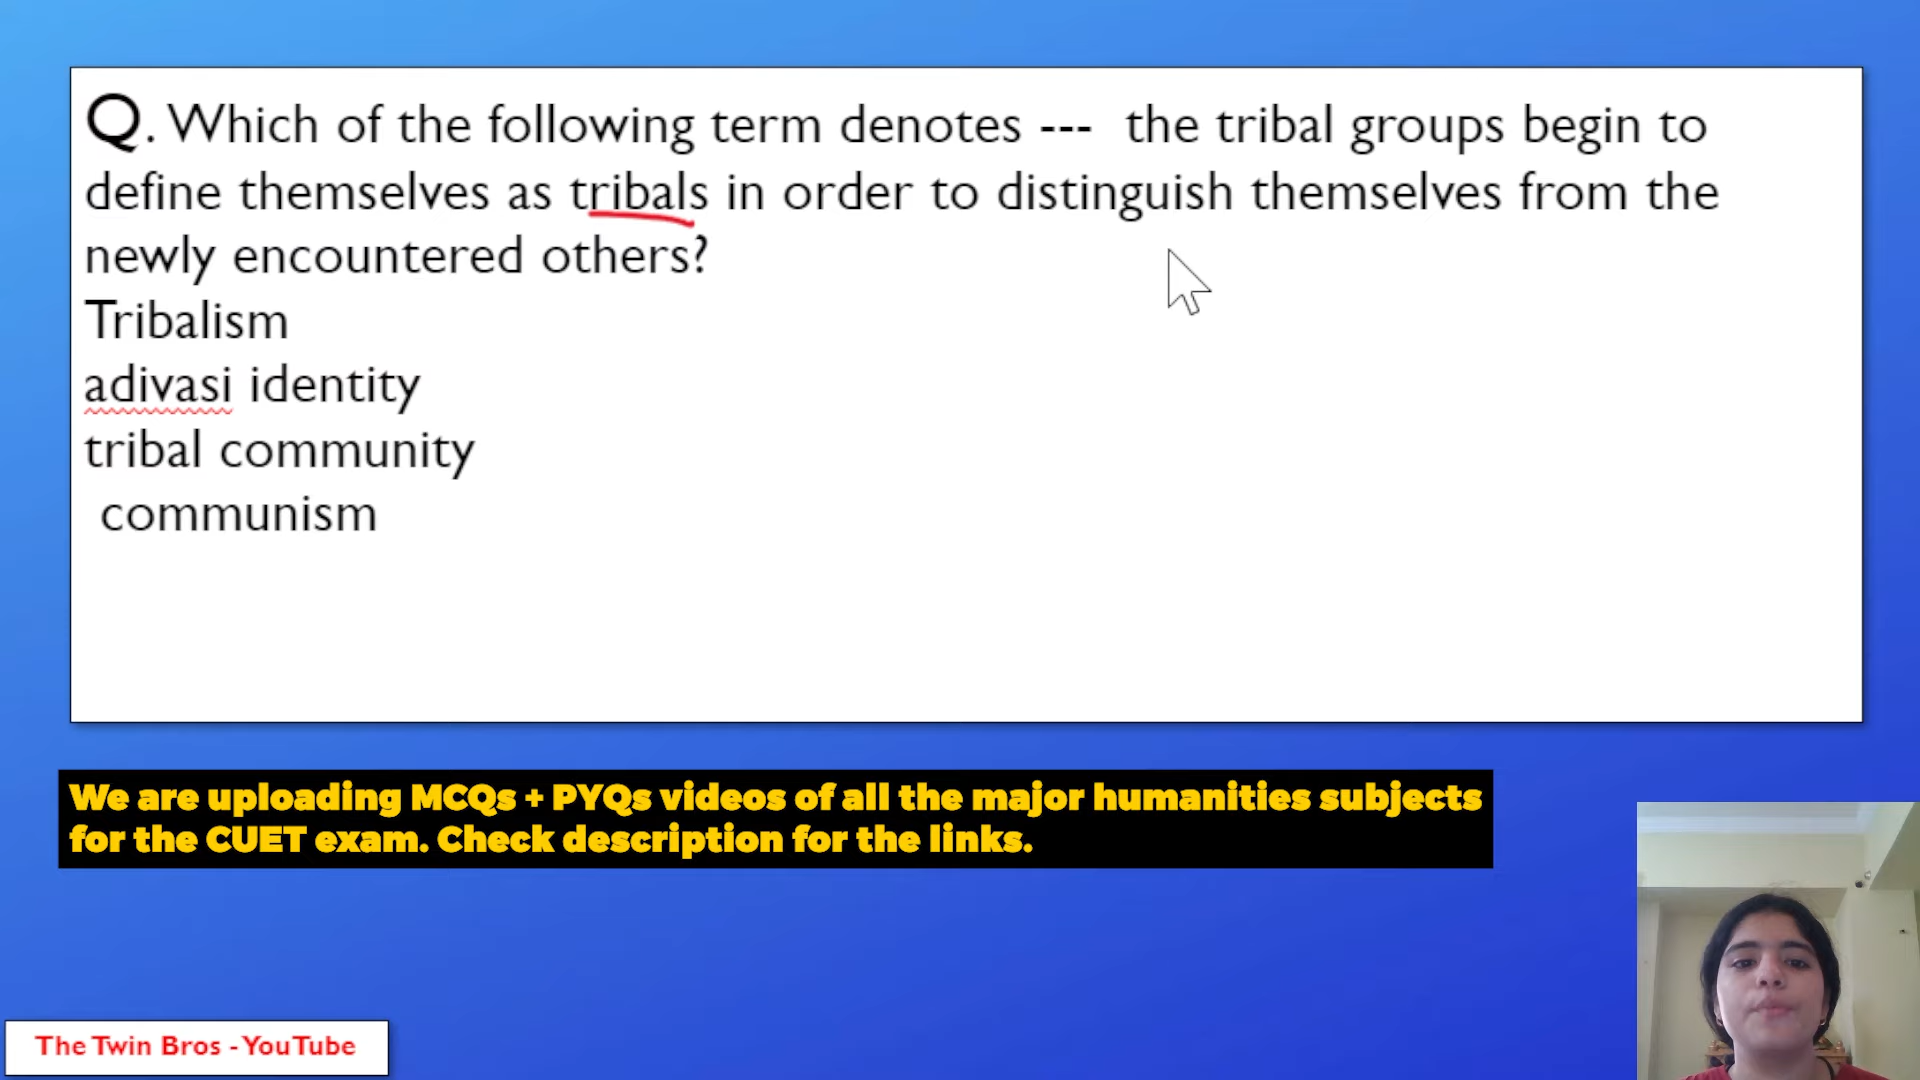 Q. Which of the following term denotes --- the tribal groups begin to
define themselves as tribals in order to distinguish themselves from the
newly encountered others?
Tribalism
adivasi identity
tribal community
communism
We are uploading MCQs + PYQs videos of all the major humanities subjects
for the CUET exam. Check description for the links.
The Twin Bros - YouTube